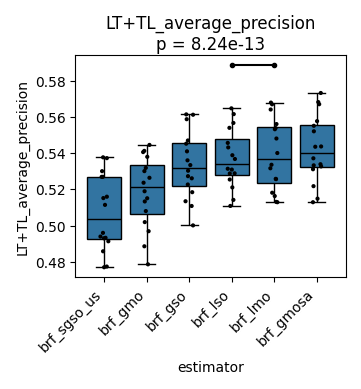 LT+TL_average_precision
p = 8.24e-13
LT+TL_average_precision
0.58
0.56
0.54
0.52
0.50
0.48
brf_sgso_us
brf_gmo
brf_gso
brf_lso
brf_lmo
brf_gmosa
estimator